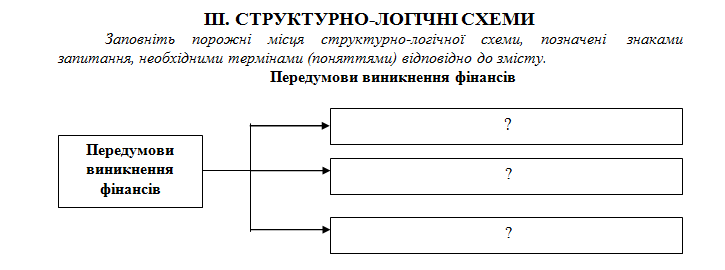 ІІІ. СТРУКТУРНО-ЛОГІЧНІ СХЕМИ
Заповніть порожні місця структурно-логічної схеми, позначені знаками
запитання, необхідними термінами (поняттями) відповідно до змісту.
Передумови виникнення фінансів
?
Передумови
виникнення
фінансів
?
?